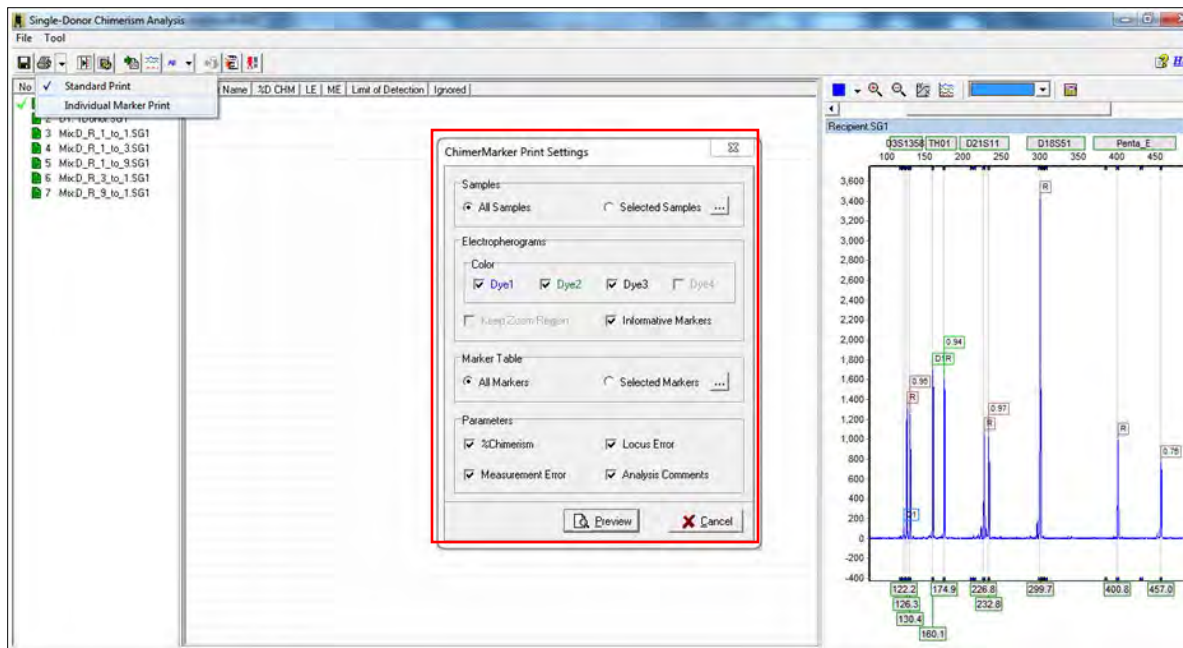 Single-Donor Chimerism Analysis
File Tool
No
Name %D CHM LE ME Limit of Detection Ignored
✓ Standard Print
Individual Marker Print
3 Mix:D_R_1_to_1.SG1
4 Mix:D_R_1_to_3.SG1
5 Mix:D_R_1_to_9.SG1
6 Mix:D_R_3_to_1.SG1
7 Mix:D_R_9_to_1.SG1
ChimerMarker Print Settings
Samples
All Samples Selected Samples ...
Electropherograms
Color
Dye1 Dye2 Dye3 Dye4
Keep Zoom/Region Informative Markers
Marker Table
All Markers Selected Markers ...
Parameters
%Chimerism Locus Error
Measurement Error Analysis Comments
Preview Cancel
Recipient.SG1
D3S1358 TH01 D21S11 D18S51 Penta_E
100 150 200 250 300 350 400 450
3,600
3,400
3,200
3,000
2,800
2,600
2,400
2,200
2,000
1,800
1,600
1,400
1,200
1,000
800
600
400
200
0
-200
-400
R
0.94
D1R
R
0.97
R
R
0.78
D1
122.2 174.9 226.8 299.7 400.8 457.0
126.3 232.8
130.4
160.1